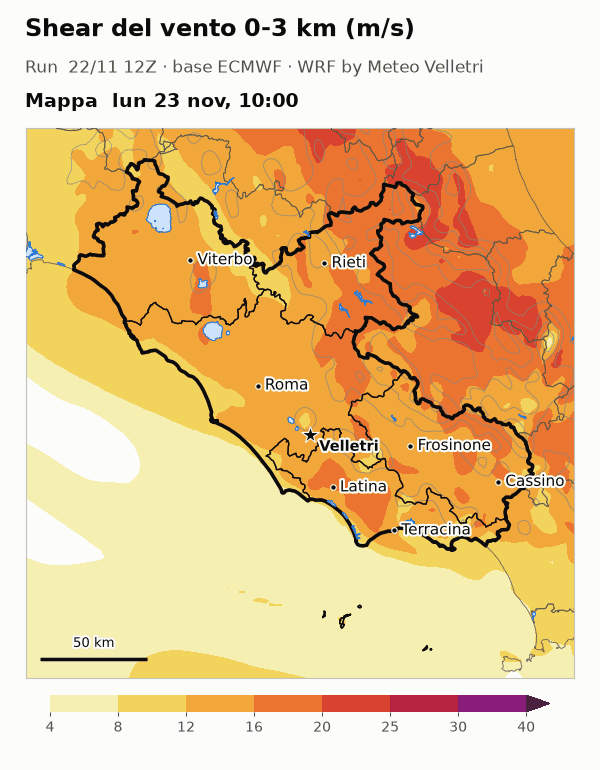 Shear del vento 0-3 km (m/s)
Run  22/11 12Z · base ECMWF · WRF by Meteo Velletri
Mappa  lun 23 nov, 10:00
Viterbo
Rieti
Roma
Velletri
Frosinone
Latina
Cassino
Terracina
50 km
4 8 12 16 20 25 30 40